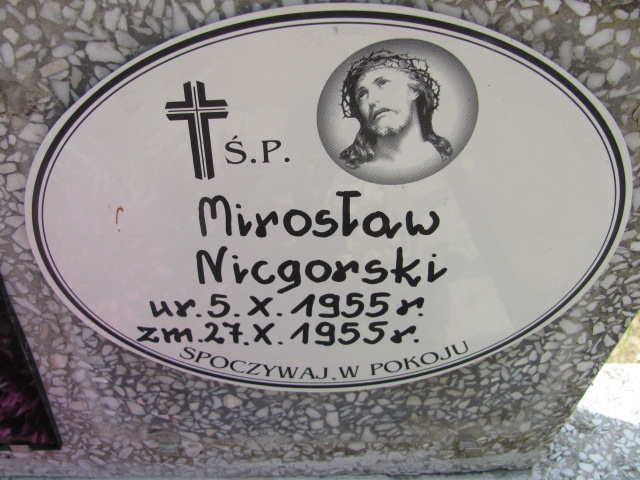 Ś.P.
Mirosław
Nicgorski
ur. 5. X. 1955 r.
zm. 27. X. 1955 r.
SPOCZYWAJ W POKOJU